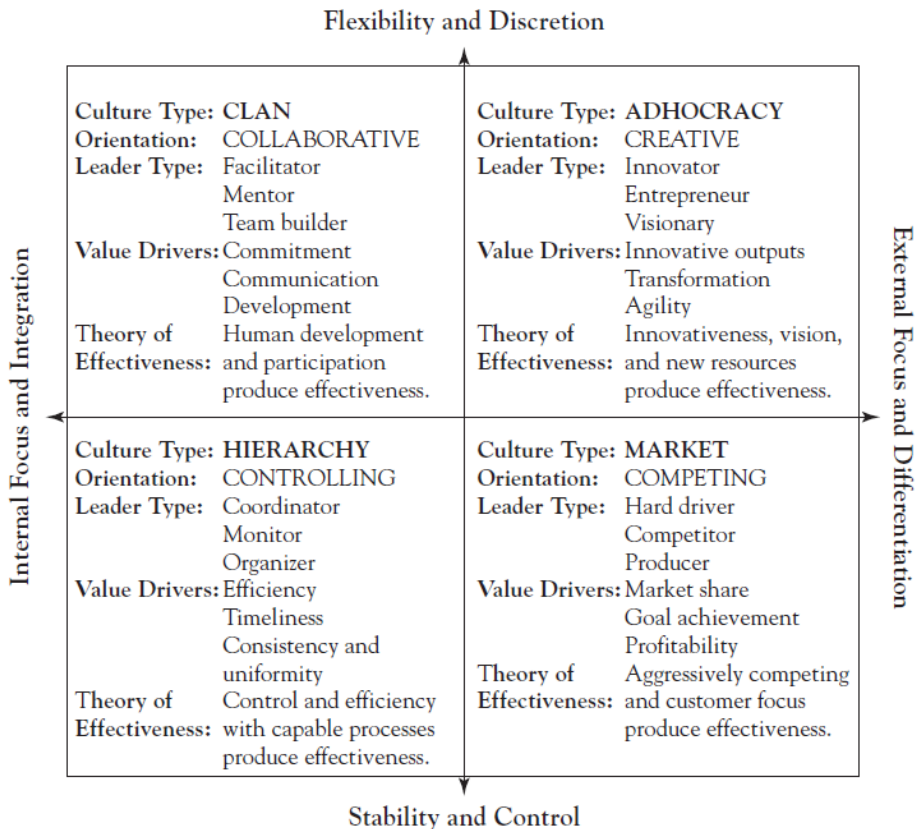 Flexibility and Discretion
Internal Focus and Integration
Culture Type: CLAN
Orientation: COLLABORATIVE
Leader Type: Facilitator
Mentor
Team builder
Value Drivers: Commitment
Communication
Development
Theory of Human development
Effectiveness: and participation
produce effectiveness.
Culture Type: ADHOCRACY
Orientation: CREATIVE
Leader Type: Innovator
Entrepreneur
Visionary
Value Drivers: Innovative outputs
Transformation
Agility
Theory of Innovativeness, vision,
Effectiveness: and new resources
produce effectiveness.
Culture Type: HIERARCHY
Orientation: CONTROLLING
Leader Type: Coordinator
Monitor
Organizer
Value Drivers: Efficiency
Timeliness
Consistency and
uniformity
Theory of Control and efficiency
Effectiveness: with capable processes
produce effectiveness.
Culture Type: MARKET
Orientation: COMPETING
Leader Type: Hard driver
Competitor
Producer
Value Drivers: Market share
Goal achievement
Profitability
Theory of Aggressively competing
Effectiveness: and customer focus
produce effectiveness.
External Focus and Differentiation
Stability and Control